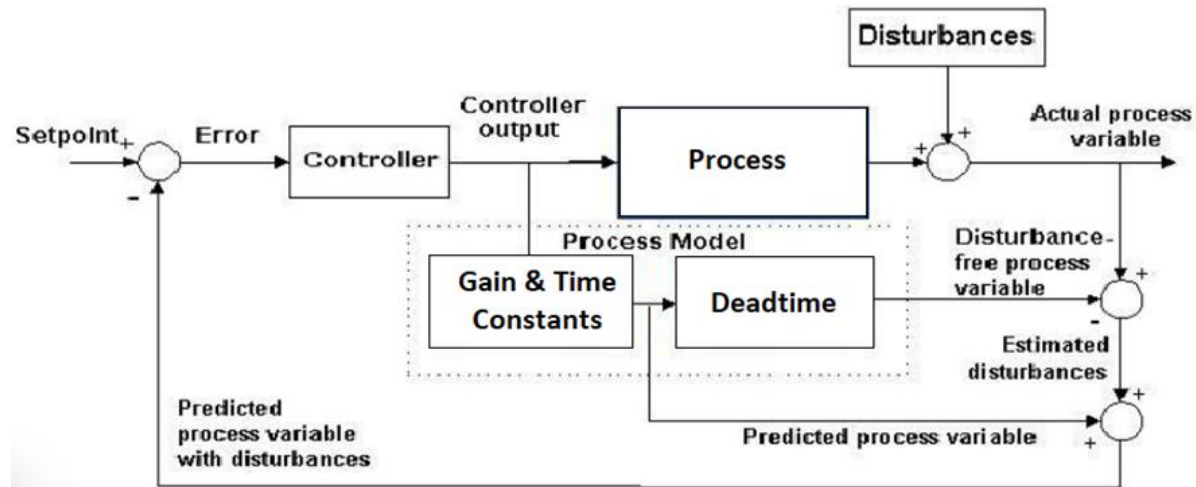 Disturbances
Controller
output
Actual process
variable
Setpoint
+
Error
Controller
Process
+
+
-
Process Model
Disturbance-
free process
variable
Gain & Time
Constants
Deadtime
+
-
Estimated
disturbances
Predicted
process variable
with disturbances
Predicted process variable
+
+